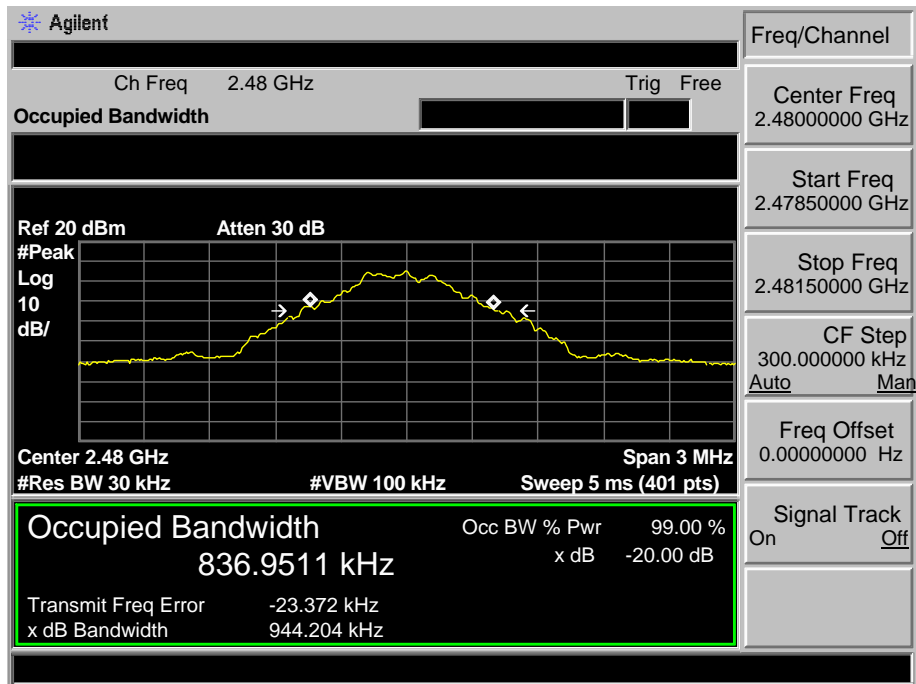 Agilent
Freq/Channel
Ch Freq 2.48 GHz Trig Free
Occupied Bandwidth
Center Freq
2.48000000 GHz
Start Freq
2.47850000 GHz
Stop Freq
2.48150000 GHz
CF Step
300.000000 kHz
Auto Man
Freq Offset
0.00000000 Hz
Signal Track
On Off
Ref 20 dBm Atten 30 dB
#Peak
Log
10
dB/
Center 2.48 GHz Span 3 MHz
#Res BW 30 kHz #VBW 100 kHz Sweep 5 ms (401 pts)
Occupied Bandwidth
836.9511 kHz
Occ BW % Pwr 99.00 %
x dB -20.00 dB
Transmit Freq Error -23.372 kHz
x dB Bandwidth 944.204 kHz